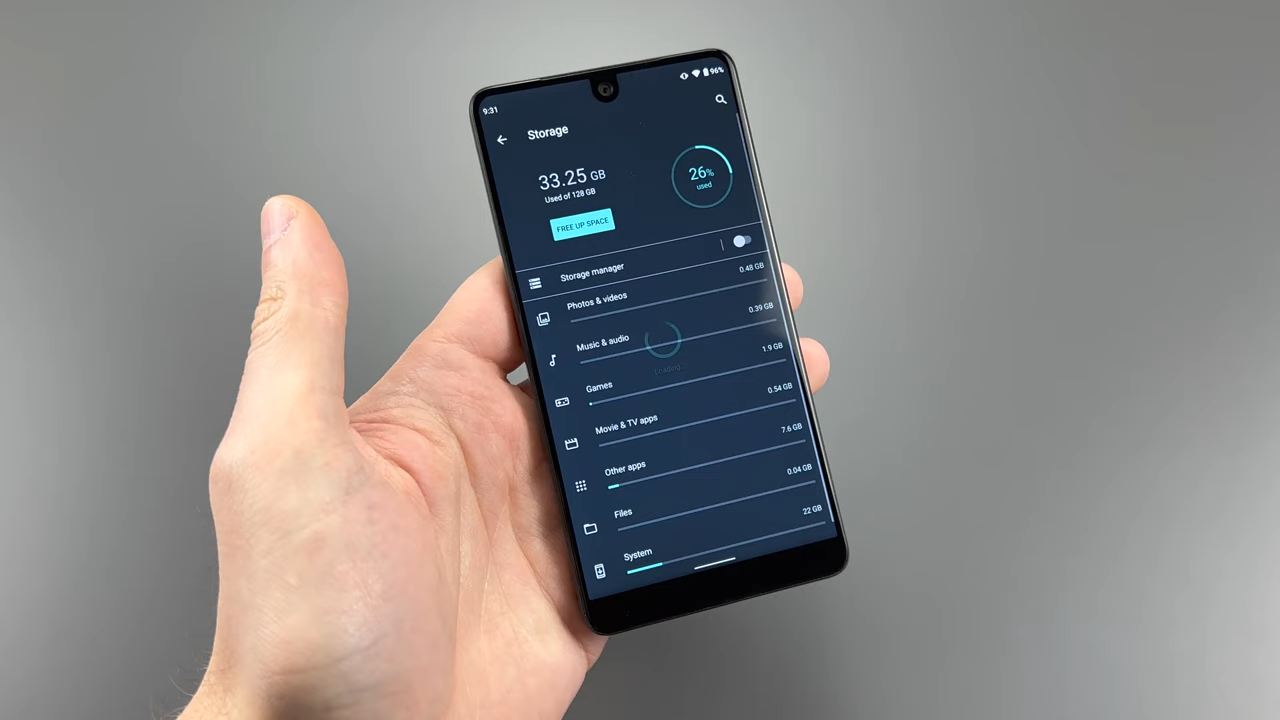 9:31
96%
Storage
33.25 GB
Used of 128 GB
26%
used
FREE UP SPACE
Storage manager
Photos & videos 0.48 GB
Music & audio 0.39 GB
Loading...
Games 1.9 GB
Movie & TV apps 0.54 GB
Other apps 7.6 GB
Files 0.04 GB
System 22 GB